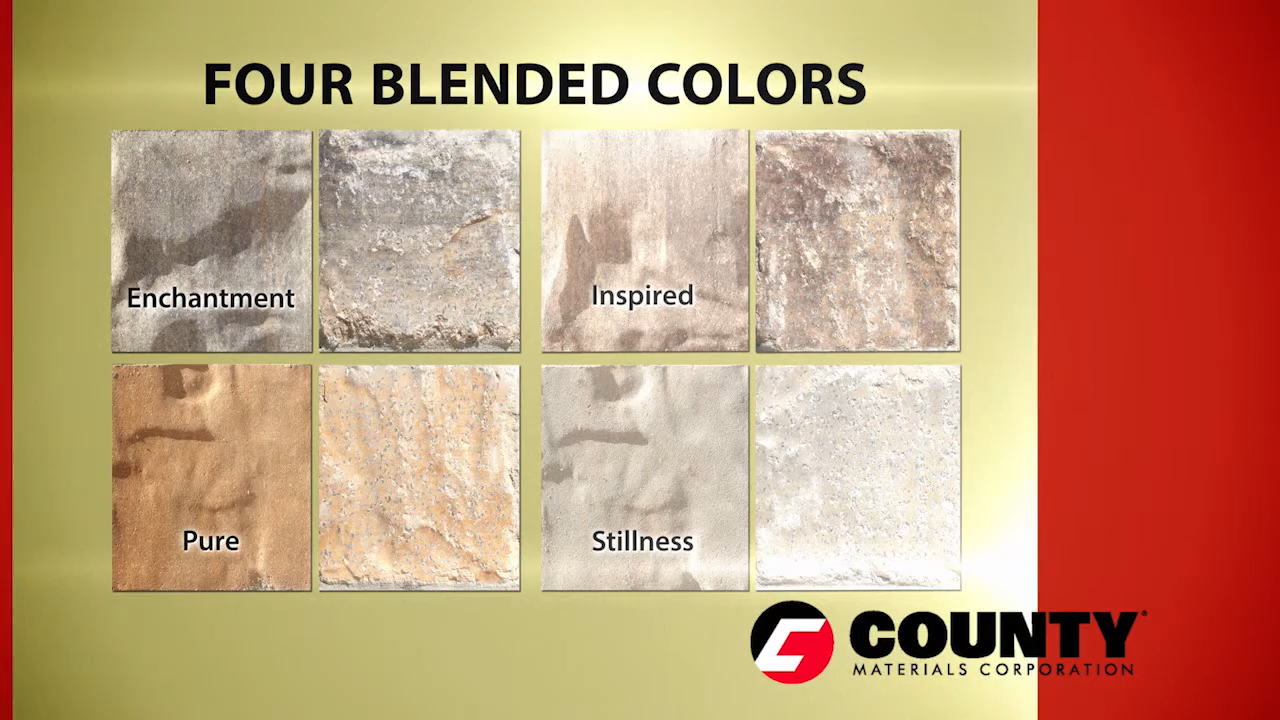 FOUR BLENDED COLORS
Enchantment
Inspired
Pure
Stillness
COUNTY
MATERIALS CORPORATION